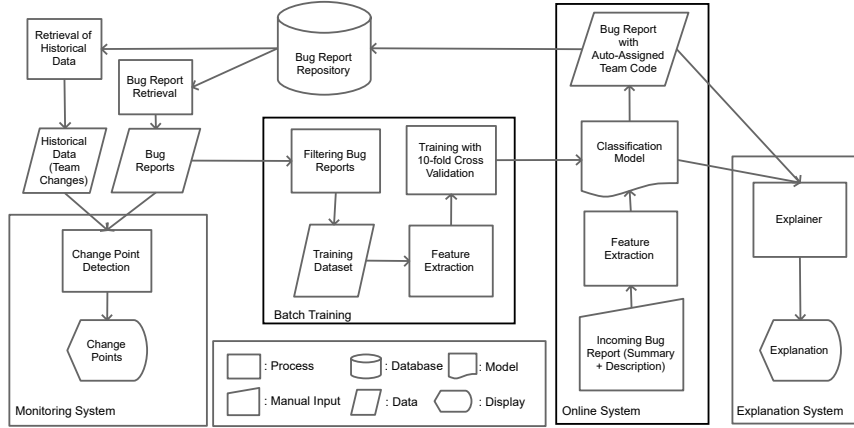 Retrieval of
Historical
Data
Bug Report
Retrieval
Bug Report
Repository
Bug Report
with
Auto-Assigned
Team Code
Historical
Data
(Team
Changes)
Bug
Reports
Filtering Bug
Reports
Training with
10-fold Cross
Validation
Classification
Model
Change Point
Detection
Training
Dataset
Feature
Extraction
Feature
Extraction
Explainer
Batch Training
Change
Points
Incoming Bug
Report (Summary
+ Description)
Explanation
: Process
: Database
: Model
: Manual Input
: Data
: Display
Monitoring System
Online System
Explanation System